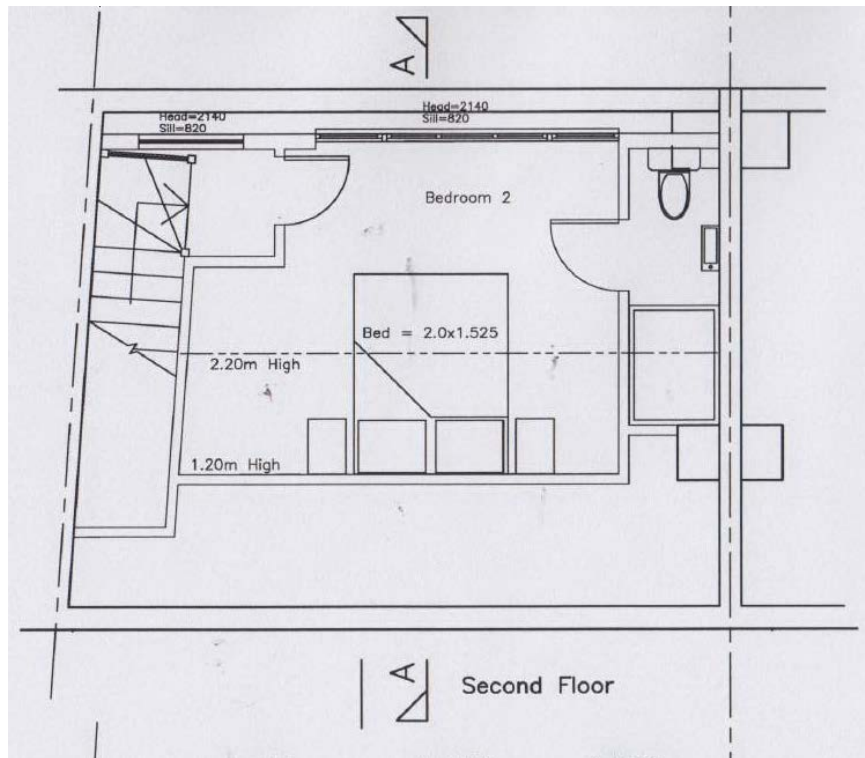 A
Head=2140
Sill=820
Head=2140
Sill=820
Bedroom 2
Bed = 2.0x1.525
2.20m High
1.20m High
A
Second Floor